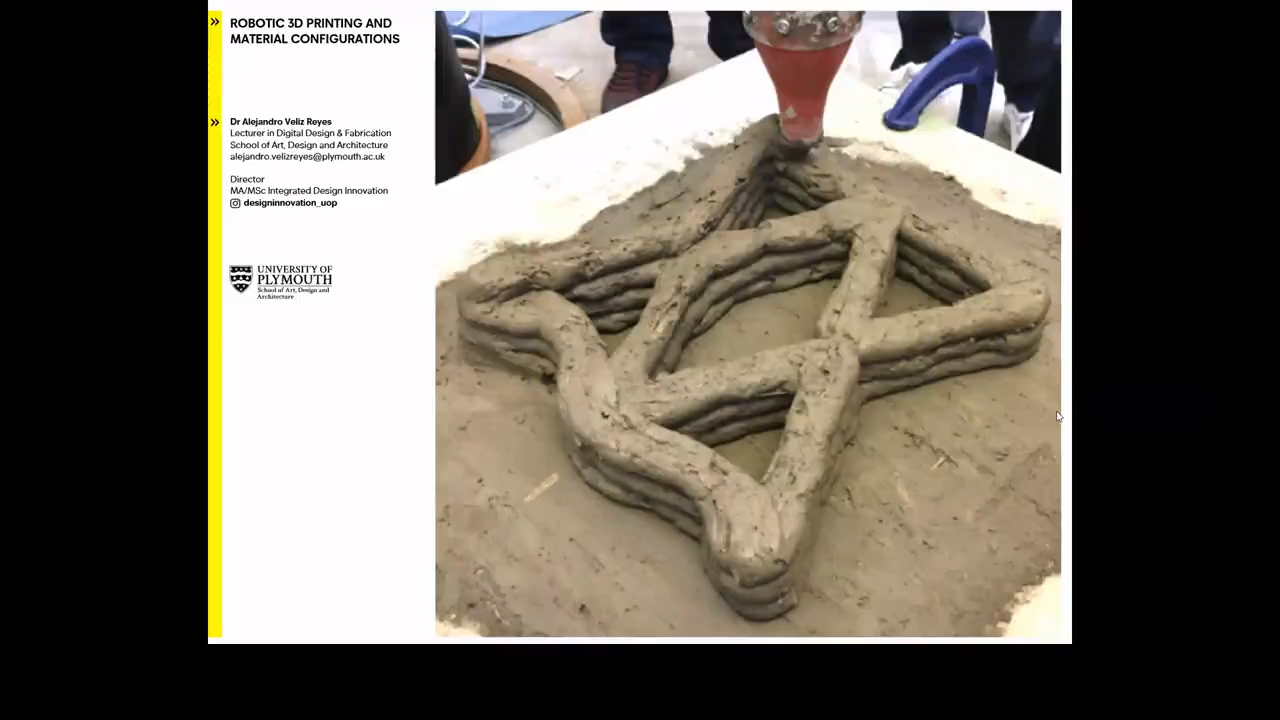 ROBOTIC 3D PRINTING AND
MATERIAL CONFIGURATIONS
Dr Alejandro Veliz Reyes
Lecturer in Digital Design & Fabrication
School of Art, Design and Architecture
alejandro.velizreyes@plymouth.ac.uk
Director
MA/MSc Integrated Design Innovation
designinnovation_uop
UNIVERSITY OF
PLYMOUTH
School of Art, Design and
Architecture